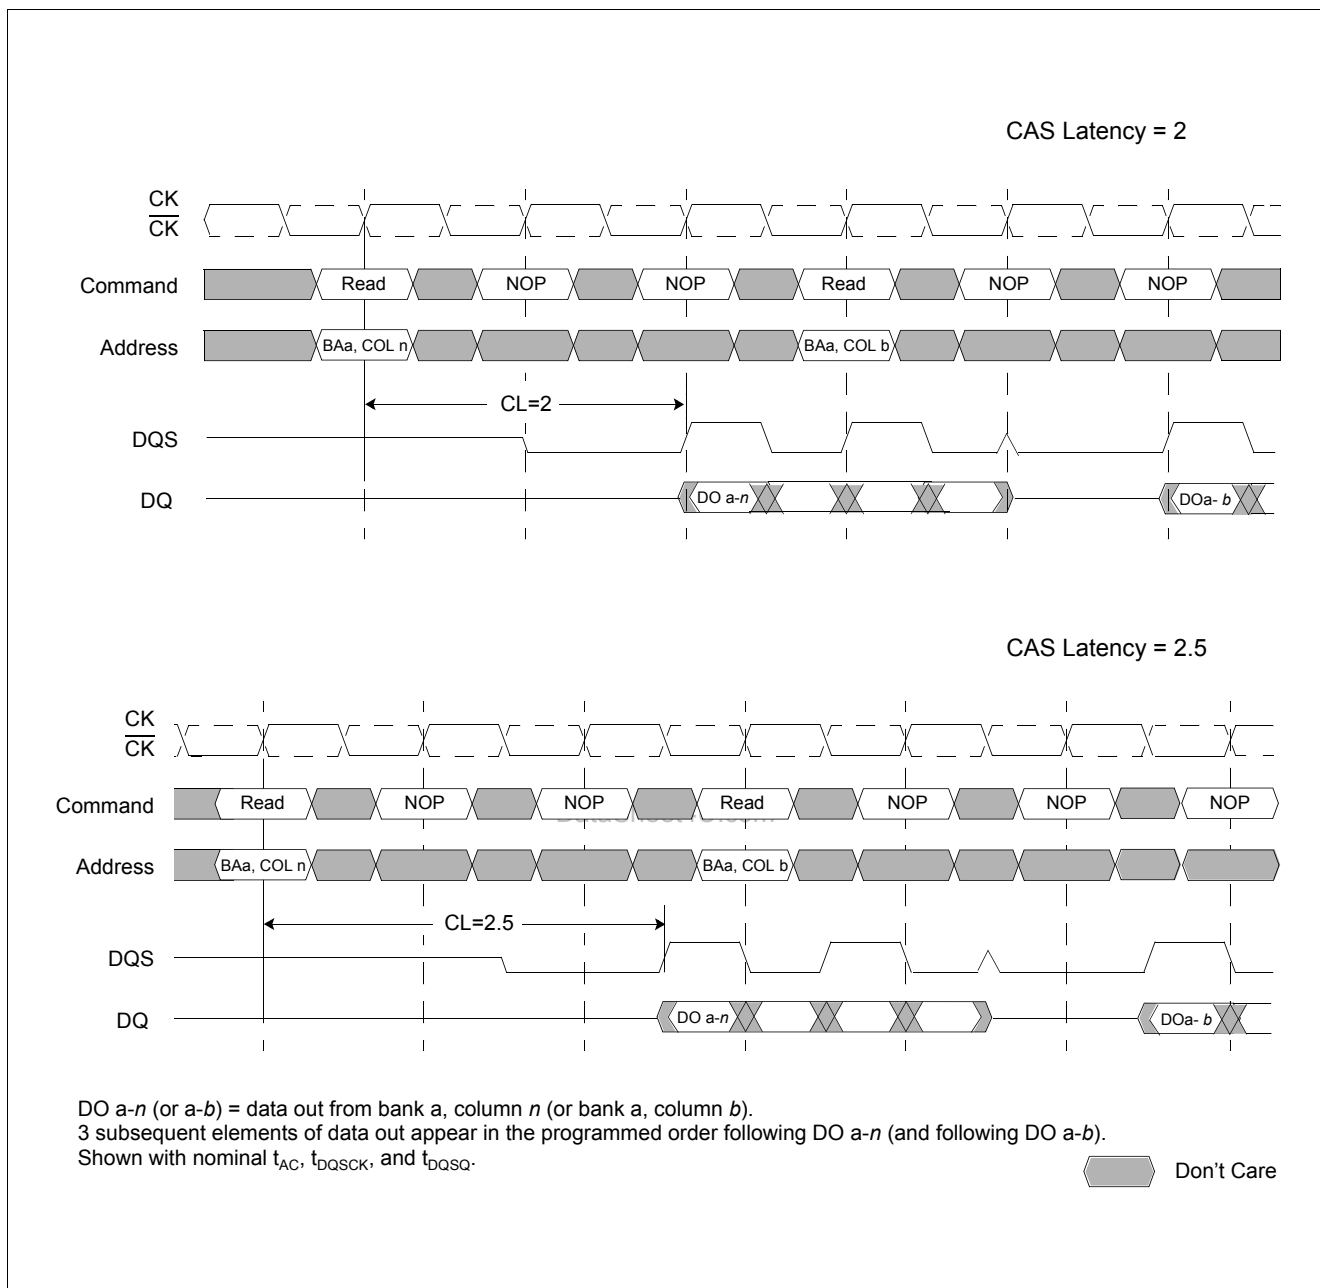 CAS Latency = 2
CK
CK
Command
Read
NOP
NOP
Read
NOP
NOP
Address
BAa, COL n
BAa, COL b
CL=2
DQS
DQ
DO a-n
DOa- b
CAS Latency = 2.5
CK
CK
Command
Read
NOP
NOP
Read
NOP
NOP
NOP
Address
BAa, COL n
BAa, COL b
CL=2.5
DQS
DQ
DO a-n
DOa- b
DO a-n (or a-b) = data out from bank a, column n (or bank a, column b).
3 subsequent elements of data out appear in the programmed order following DO a-n (and following DO a-b).
Shown with nominal tAC, tDQSCK, and tDQSQ.
Don't Care